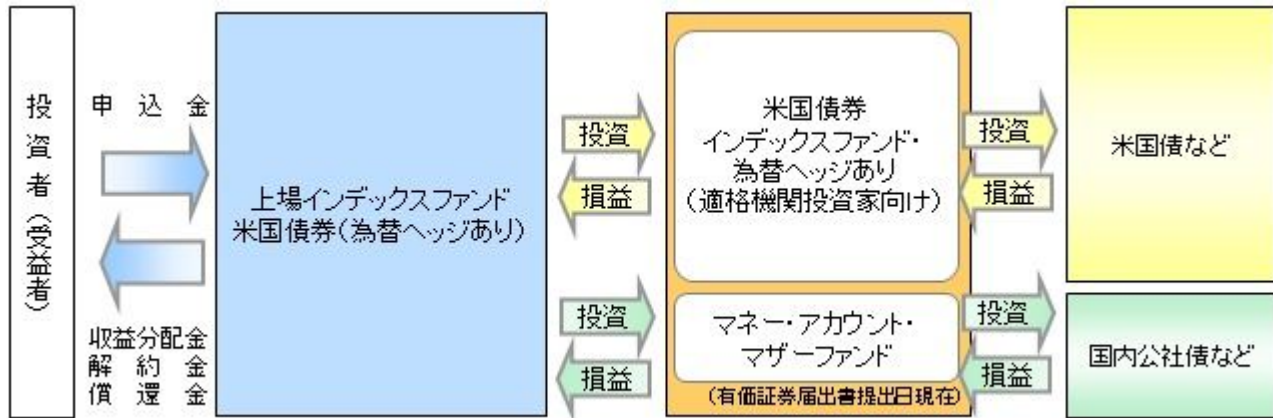 投資者(受益者)
申込金
収益分配金
解約金
償還金
上場インデックスファンド
米国債券(為替ヘッジあり)
投資
損益
投資
損益
米国債券
インデックスファンド・
為替ヘッジあり
(適格機関投資家向け)
マネー・アカウント・
マザーファンド
(有価証券届出書提出日現在)
投資
損益
投資
損益
米国債など
国内公社債など